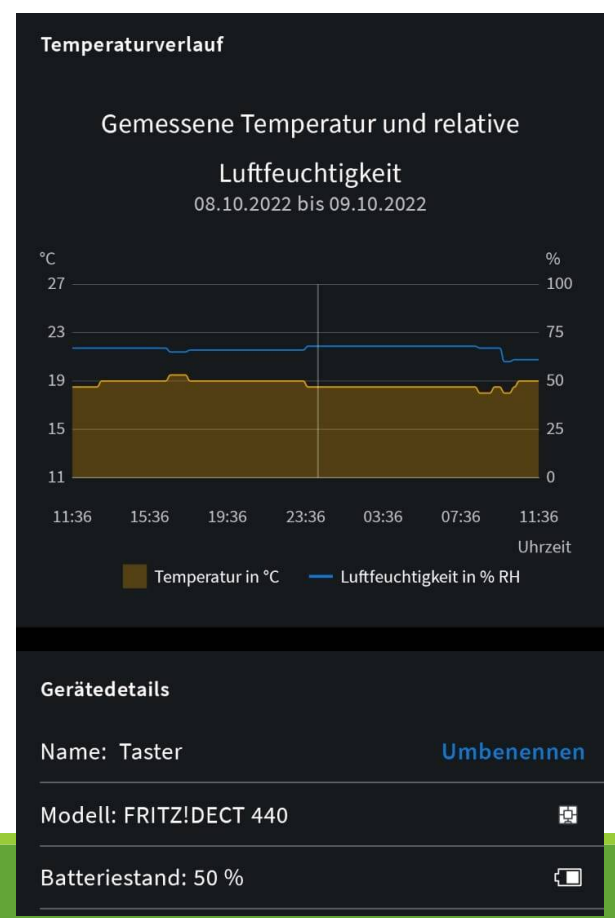 Temperaturverlauf
Gemessene Temperatur und relative
Luftfeuchtigkeit
08.10.2022 bis 09.10.2022
°C %
27 100
23 75
19 50
15 25
11 0
11:36 15:36 19:36 23:36 03:36 07:36 11:36
Uhrzeit
Temperatur in °C Luftfeuchtigkeit in % RH
Gerätedetails
Name: Taster Umbenennen
Modell: FRITZ!DECT 440
Batteriestand: 50 %